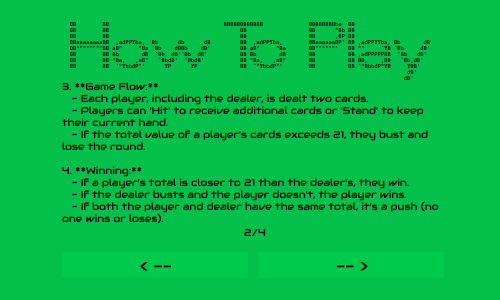 How To Play
3. **Game Flow:**
- Each player, including the dealer, is dealt two cards.
- Players can 'Hit' to receive additional cards or 'Stand' to keep
their current hand.
- If the total value of a player's cards exceeds 21, they bust and
lose the round.
4. **Winning:**
- If a player's total is closer to 21 than the dealer's, they win.
- If the dealer busts and the player doesn't, the player wins.
- If both the player and dealer have the same total, it's a push (no
one wins or loses).
2/4
< -- -- >